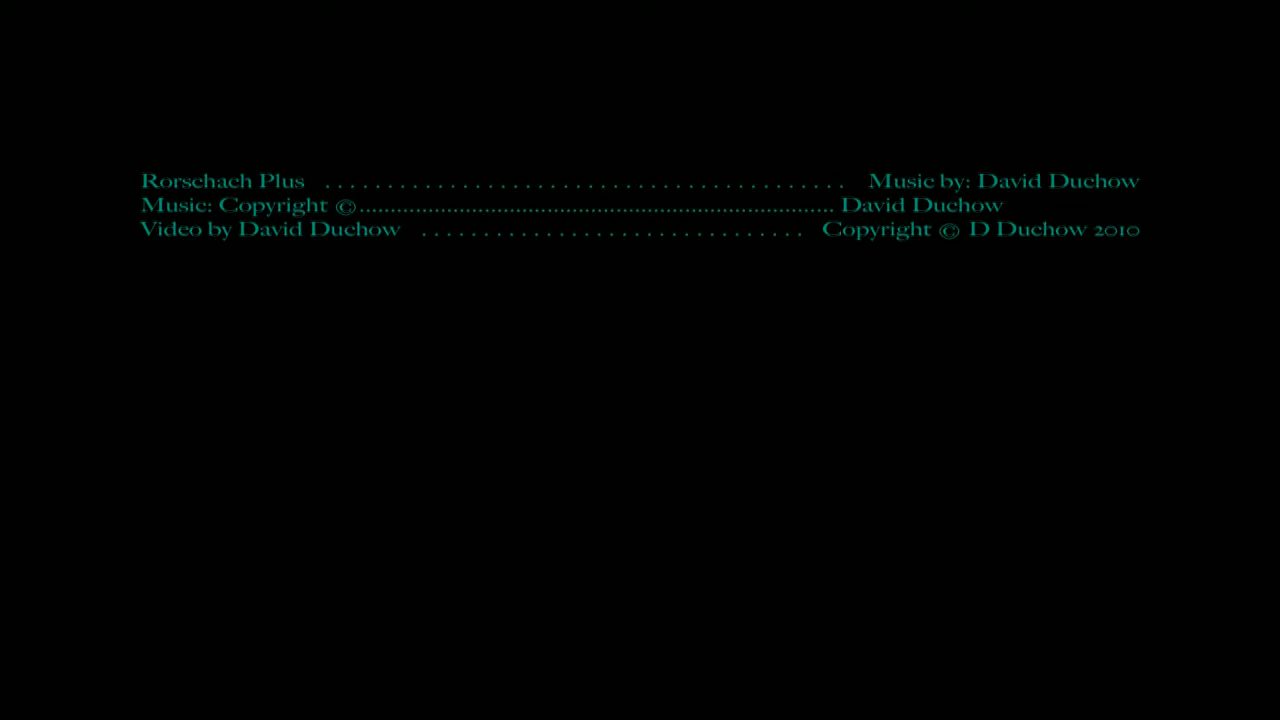 Rorschach Plus . . . . . . . . . . . . . . . . . . . . . . . . . . . . . . . . . . . . . . . . . . Music by: David Duchow
Music: Copyright ©............................................................................ David Duchow
Video by David Duchow . . . . . . . . . . . . . . . . . . . . . . . . . . . . . . . Copyright © D Duchow 2010